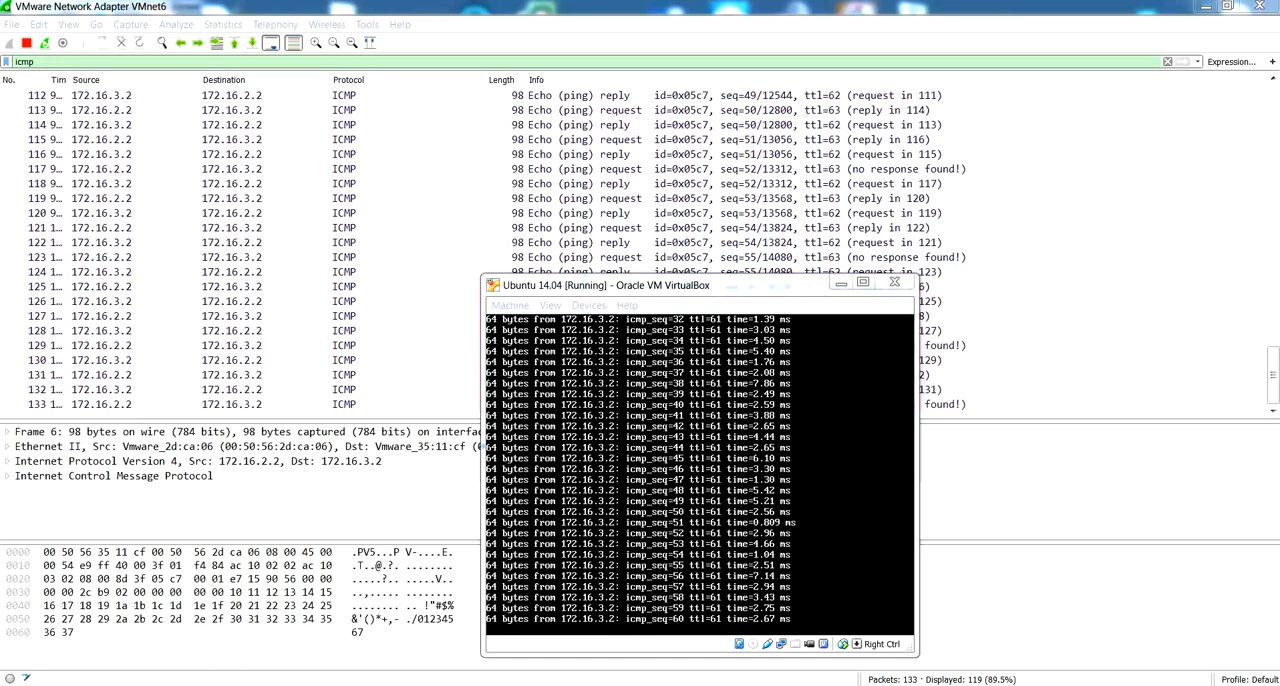 VMware Network Adapter VMnet6
File Edit View Go Capture Analyze Statistics Telephony Wireless Tools Help
icmp Expression... +
No. Tim Source Destination Protocol Length Info
112 9... 172.16.3.2 172.16.2.2 ICMP 98 Echo (ping) reply id=0x05c7, seq=49/12544, ttl=62 (request in 111)
113 9... 172.16.2.2 172.16.3.2 ICMP 98 Echo (ping) request id=0x05c7, seq=50/12800, ttl=63 (reply in 114)
114 9... 172.16.3.2 172.16.2.2 ICMP 98 Echo (ping) reply id=0x05c7, seq=50/12800, ttl=62 (request in 113)
115 9... 172.16.2.2 172.16.3.2 ICMP 98 Echo (ping) request id=0x05c7, seq=51/13056, ttl=63 (reply in 116)
116 9... 172.16.3.2 172.16.2.2 ICMP 98 Echo (ping) reply id=0x05c7, seq=51/13056, ttl=62 (request in 115)
117 9... 172.16.2.2 172.16.3.2 ICMP 98 Echo (ping) request id=0x05c7, seq=52/13312, ttl=63 (no response found!)
118 9... 172.16.3.2 172.16.2.2 ICMP 98 Echo (ping) reply id=0x05c7, seq=52/13312, ttl=62 (request in 117)
119 9... 172.16.2.2 172.16.3.2 ICMP 98 Echo (ping) request id=0x05c7, seq=53/13568, ttl=63 (reply in 120)
120 9... 172.16.3.2 172.16.2.2 ICMP 98 Echo (ping) reply id=0x05c7, seq=53/13568, ttl=62 (request in 119)
121 1... 172.16.2.2 172.16.3.2 ICMP 98 Echo (ping) request id=0x05c7, seq=54/13824, ttl=63 (reply in 122)
122 1... 172.16.3.2 172.16.2.2 ICMP 98 Echo (ping) reply id=0x05c7, seq=54/13824, ttl=62 (request in 121)
123 1... 172.16.2.2 172.16.3.2 ICMP 98 Echo (ping) request id=0x05c7, seq=55/14080, ttl=63 (no response found!)
124 1... 172.16.3.2 172.16.2.2 ICMP 98 Echo (ping) reply id=0x05c7, seq=55/14080, ttl=62 (request in 123)
125 1... 172.16.2.2 172.16.3.2 ICMP
126 1... 172.16.3.2 172.16.2.2 ICMP 125)
127 1... 172.16.2.2 172.16.3.2 ICMP 8)
128 1... 172.16.3.2 172.16.2.2 ICMP 127)
129 1... 172.16.2.2 172.16.3.2 ICMP found!)
130 1... 172.16.3.2 172.16.2.2 ICMP 129)
131 1... 172.16.2.2 172.16.3.2 ICMP 2)
132 1... 172.16.3.2 172.16.2.2 ICMP 131)
133 1... 172.16.2.2 172.16.3.2 ICMP found!)
Frame 6: 98 bytes on wire (784 bits), 98 bytes captured (784 bits) on interfac
Ethernet II, Src: Vmware_2d:ca:06 (00:50:56:2d:ca:06), Dst: Vmware_35:11:cf (
Internet Protocol Version 4, Src: 172.16.2.2, Dst: 172.16.3.2
Internet Control Message Protocol
0000 00 50 56 35 11 cf 00 50 56 2d ca 06 08 00 45 00 .PV5...P V-....E.
0010 00 54 e9 ff 40 00 3f 01 f4 84 ac 10 02 02 ac 10 .T..@.?. ........
0020 03 02 08 00 8d 3f 05 c7 00 01 e7 15 90 56 00 00 .....?.. .....V..
0030 00 00 2c b9 02 00 00 00 00 00 10 11 12 13 14 15 ..,..... ........
0040 16 17 18 19 1a 1b 1c 1d 1e 1f 20 21 22 23 24 25 ........ .. !"#$%
0050 26 27 28 29 2a 2b 2c 2d 2e 2f 30 31 32 33 34 35 &'()*+,- ./012345
0060 36 37 67
Ubuntu 14.04 [Running] - Oracle VM VirtualBox
Machine View Devices Help
64 bytes from 172.16.3.2: icmp_seq=32 ttl=61 time=1.39 ms
64 bytes from 172.16.3.2: icmp_seq=33 ttl=61 time=3.03 ms
64 bytes from 172.16.3.2: icmp_seq=34 ttl=61 time=4.50 ms
64 bytes from 172.16.3.2: icmp_seq=35 ttl=61 time=5.40 ms
64 bytes from 172.16.3.2: icmp_seq=36 ttl=61 time=1.76 ms
64 bytes from 172.16.3.2: icmp_seq=37 ttl=61 time=2.08 ms
64 bytes from 172.16.3.2: icmp_seq=38 ttl=61 time=7.86 ms
64 bytes from 172.16.3.2: icmp_seq=39 ttl=61 time=2.49 ms
64 bytes from 172.16.3.2: icmp_seq=40 ttl=61 time=2.59 ms
64 bytes from 172.16.3.2: icmp_seq=41 ttl=61 time=3.88 ms
64 bytes from 172.16.3.2: icmp_seq=42 ttl=61 time=2.65 ms
64 bytes from 172.16.3.2: icmp_seq=43 ttl=61 time=4.44 ms
64 bytes from 172.16.3.2: icmp_seq=44 ttl=61 time=2.65 ms
64 bytes from 172.16.3.2: icmp_seq=45 ttl=61 time=6.10 ms
64 bytes from 172.16.3.2: icmp_seq=46 ttl=61 time=3.30 ms
64 bytes from 172.16.3.2: icmp_seq=47 ttl=61 time=1.30 ms
64 bytes from 172.16.3.2: icmp_seq=48 ttl=61 time=5.42 ms
64 bytes from 172.16.3.2: icmp_seq=49 ttl=61 time=5.21 ms
64 bytes from 172.16.3.2: icmp_seq=50 ttl=61 time=2.56 ms
64 bytes from 172.16.3.2: icmp_seq=51 ttl=61 time=0.809 ms
64 bytes from 172.16.3.2: icmp_seq=52 ttl=61 time=2.96 ms
64 bytes from 172.16.3.2: icmp_seq=53 ttl=61 time=4.66 ms
64 bytes from 172.16.3.2: icmp_seq=54 ttl=61 time=1.04 ms
64 bytes from 172.16.3.2: icmp_seq=55 ttl=61 time=2.51 ms
64 bytes from 172.16.3.2: icmp_seq=56 ttl=61 time=7.14 ms
64 bytes from 172.16.3.2: icmp_seq=57 ttl=61 time=2.94 ms
64 bytes from 172.16.3.2: icmp_seq=58 ttl=61 time=3.43 ms
64 bytes from 172.16.3.2: icmp_seq=59 ttl=61 time=2.75 ms
64 bytes from 172.16.3.2: icmp_seq=60 ttl=61 time=2.67 ms
Right Ctrl
Packets: 133 · Displayed: 119 (89.5%) Profile: Default